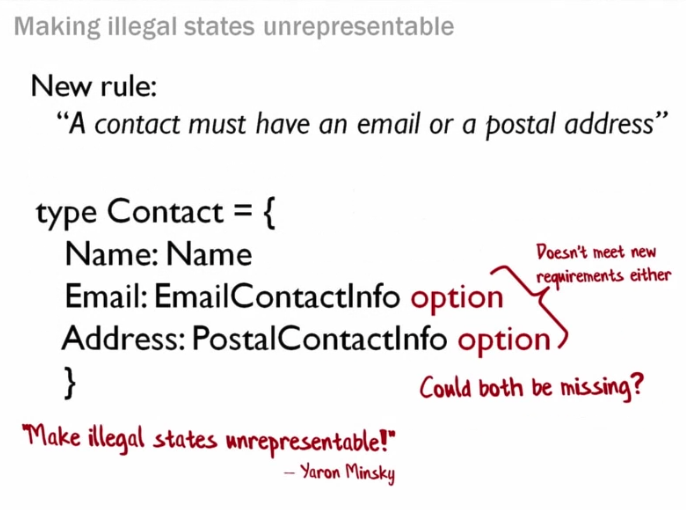 Making illegal states unrepresentable
New rule:
“A contact must have an email or a postal address”
type Contact = {
Name: Name
Email: EmailContactInfo option
Address: PostalContactInfo option
}
Doesn't meet new
requirements either
Could both be missing?
"Make illegal states unrepresentable!"
– Yaron Minsky